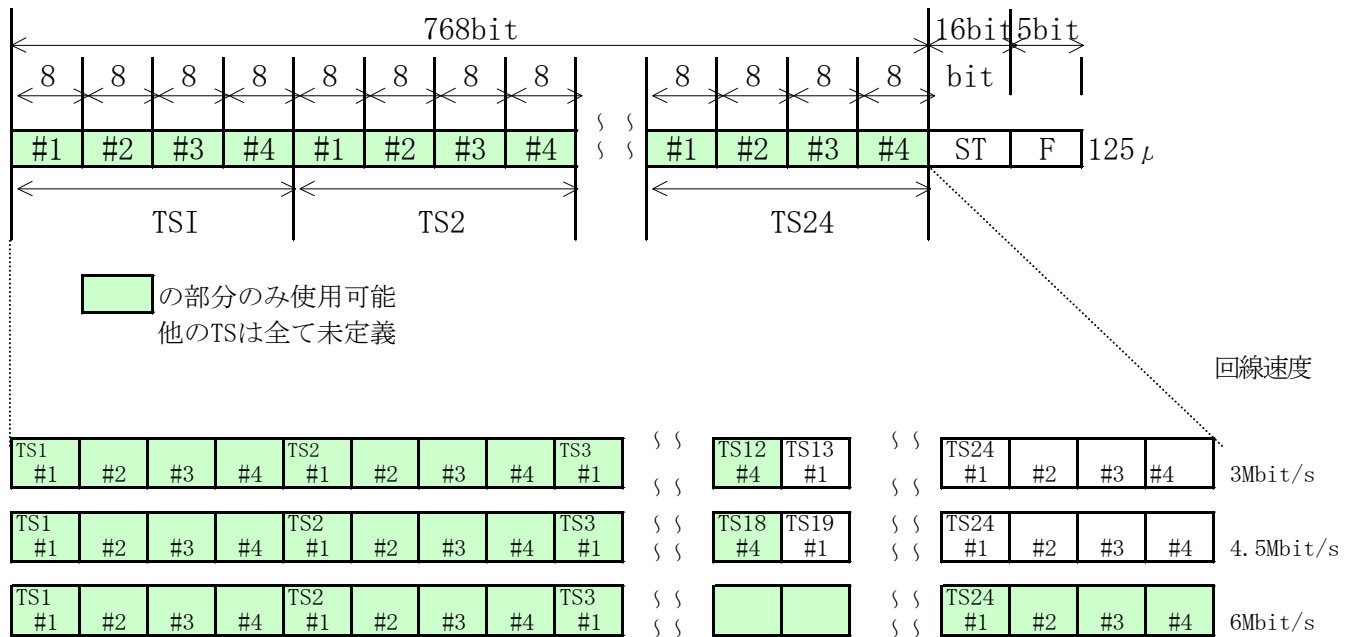 768bit 16bit 5bit
8 8 8 8 8 8 8 8 8 8 8 8 bit
#1 #2 #3 #4 #1 #2 #3 #4 #1 #2 #3 #4 ST F 125μ
TSI TS2 TS24
の部分のみ使用可能
他のTSは全て未定義
回線速度
TS1 TS2 TS3 TS12 TS13 TS24
#1 #2 #3 #4 #1 #2 #3 #4 #1 #4 #1 #1 #2 #3 #4 3Mbit/s
TS1 TS2 TS3 TS18 TS19 TS24
#1 #2 #3 #4 #1 #2 #3 #4 #1 #4 #1 #1 #2 #3 #4 4.5Mbit/s
TS1 TS2 TS3 TS24
#1 #2 #3 #4 #1 #2 #3 #4 #1 #1 #2 #3 #4 6Mbit/s